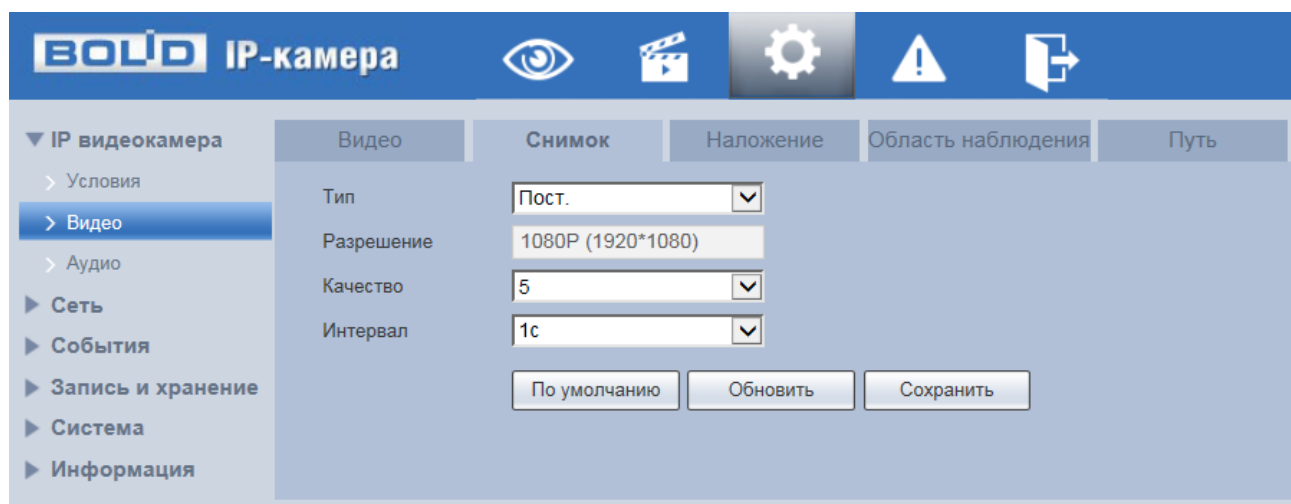 BOLID IP-камера
IP видеокамера
Условия
Видео
Аудио
Сеть
События
Запись и хранение
Система
Информация
Видео Снимок Наложение Область наблюдения Путь
Тип Пост.
Разрешение 1080P (1920*1080)
Качество 5
Интервал 1с
По умолчанию Обновить Сохранить